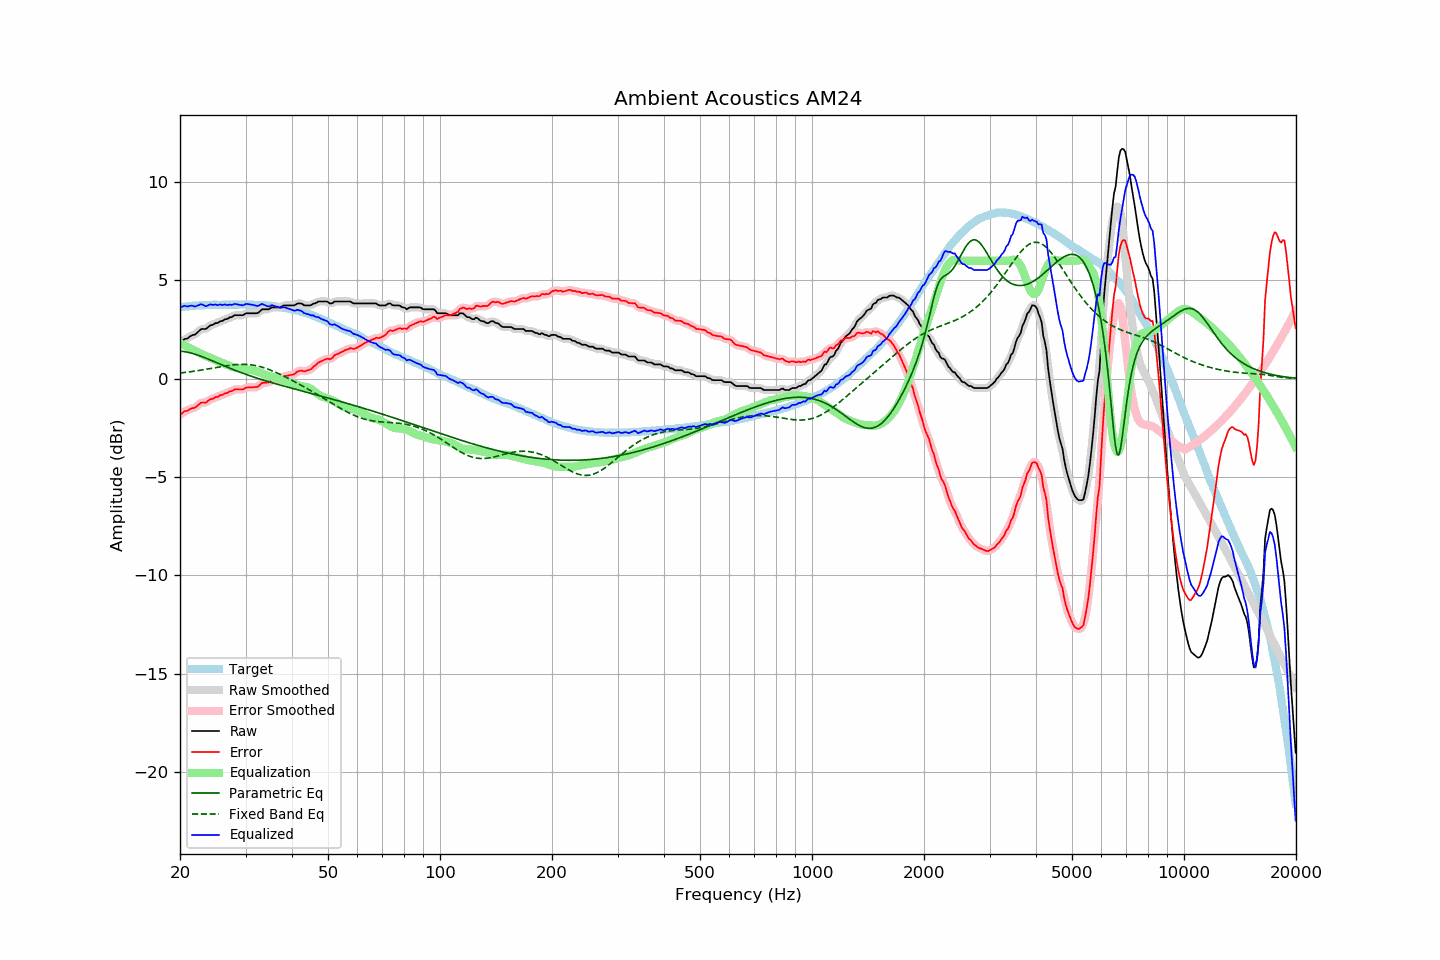 Ambient Acoustics AM24
Amplitude (dBr)
10
5
0
−5
−10
−15
−20
Target
Raw Smoothed
Error Smoothed
Raw
Error
Equalization
Parametric Eq
Fixed Band Eq
Equalized
20 50 100 200 500 1000 2000 5000 10000 20000
Frequency (Hz)